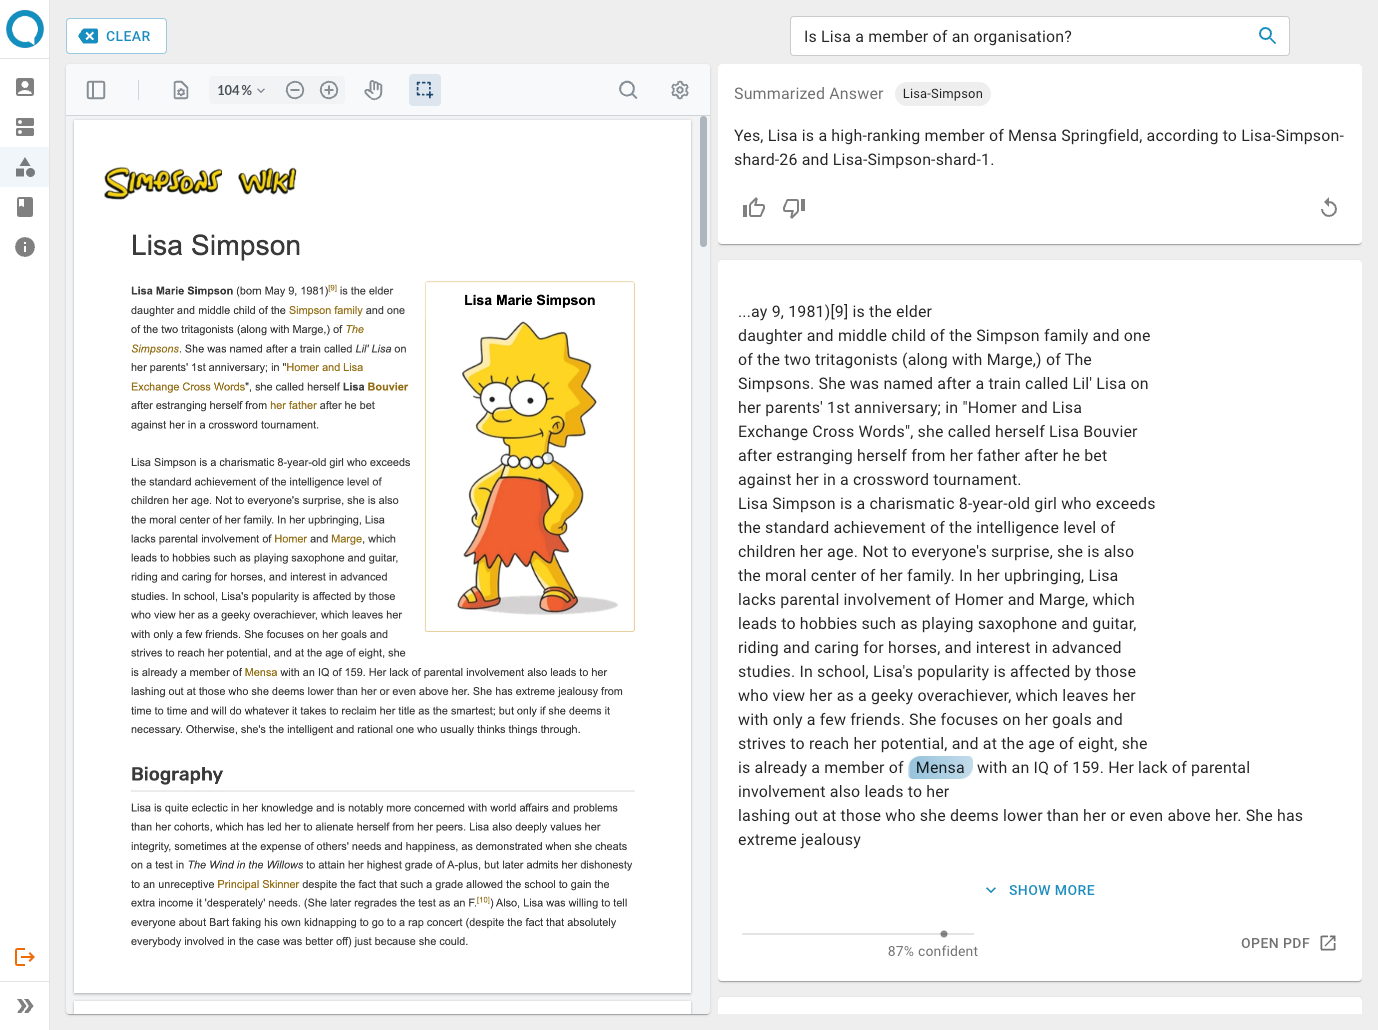 CLEAR
Is Lisa a member of an organisation?
104 %
SIMPSONS WIKI
Lisa Simpson
Lisa Marie Simpson (born May 9, 1981)[9] is the elder
daughter and middle child of the Simpson family and one
of the two tritagonists (along with Marge,) of The
Simpsons. She was named after a train called Lil' Lisa on
her parents' 1st anniversary; in "Homer and Lisa
Exchange Cross Words", she called herself Lisa Bouvier
after estranging herself from her father after he bet
against her in a crossword tournament.
Lisa Marie Simpson
Lisa Simpson is a charismatic 8-year-old girl who exceeds
the standard achievement of the intelligence level of
children her age. Not to everyone's surprise, she is also
the moral center of her family. In her upbringing, Lisa
lacks parental involvement of Homer and Marge, which
leads to hobbies such as playing saxophone and guitar,
riding and caring for horses, and interest in advanced
studies. In school, Lisa's popularity is affected by those
who view her as a geeky overachiever, which leaves her
with only a few friends. She focuses on her goals and
strives to reach her potential, and at the age of eight, she
is already a member of Mensa with an IQ of 159. Her lack of parental involvement also leads to her
lashing out at those who she deems lower than her or even above her. She has extreme jealousy from
time to time and will do whatever it takes to reclaim her title as the smartest; but only if she deems it
necessary. Otherwise, she's the intelligent and rational one who usually thinks things through.
Biography
Lisa is quite eclectic in her knowledge and is notably more concerned with world affairs and problems
than her cohorts, which has led her to alienate herself from her peers. Lisa also deeply values her
integrity, sometimes at the expense of others' needs and happiness, as demonstrated when she cheats
on a test in The Wind in the Willows to attain her highest grade of A-plus, but later admits her dishonesty
to an unreceptive Principal Skinner despite the fact that such a grade allowed the school to gain the
extra income it 'desperately' needs. (She later regrades the test as an F.[10]) Also, Lisa was willing to tell
everyone about Bart faking his own kidnapping to go to a rap concert (despite the fact that absolutely
everybody involved in the case was better off) just because she could.
Summarized Answer Lisa-Simpson
Yes, Lisa is a high-ranking member of Mensa Springfield, according to Lisa-Simpson-
shard-26 and Lisa-Simpson-shard-1.
...ay 9, 1981)[9] is the elder
daughter and middle child of the Simpson family and one
of the two tritagonists (along with Marge,) of The
Simpsons. She was named after a train called Lil' Lisa on
her parents' 1st anniversary; in "Homer and Lisa
Exchange Cross Words", she called herself Lisa Bouvier
after estranging herself from her father after he bet
against her in a crossword tournament.
Lisa Simpson is a charismatic 8-year-old girl who exceeds
the standard achievement of the intelligence level of
children her age. Not to everyone's surprise, she is also
the moral center of her family. In her upbringing, Lisa
lacks parental involvement of Homer and Marge, which
leads to hobbies such as playing saxophone and guitar,
riding and caring for horses, and interest in advanced
studies. In school, Lisa's popularity is affected by those
who view her as a geeky overachiever, which leaves her
with only a few friends. She focuses on her goals and
strives to reach her potential, and at the age of eight, she
is already a member of Mensa with an IQ of 159. Her lack of parental
involvement also leads to her
lashing out at those who she deems lower than her or even above her. She has
extreme jealousy
SHOW MORE
87% confident
OPEN PDF